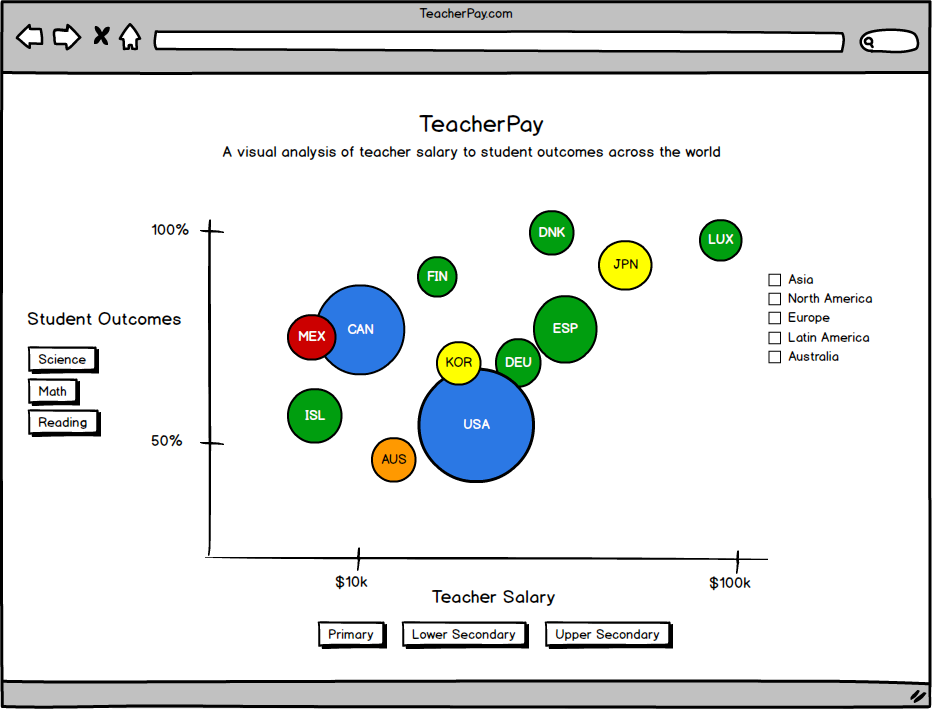 TeacherPay.com
TeacherPay
A visual analysis of teacher salary to student outcomes across the world
100%
DNK
LUX
JPN
FIN
Asia
North America
Europe
Latin America
Australia
Student Outcomes
Science
Math
Reading
MEX
CAN
ESP
KOR
DEU
ISL
USA
50%
AUS
$10k
$100k
Teacher Salary
Primary
Lower Secondary
Upper Secondary